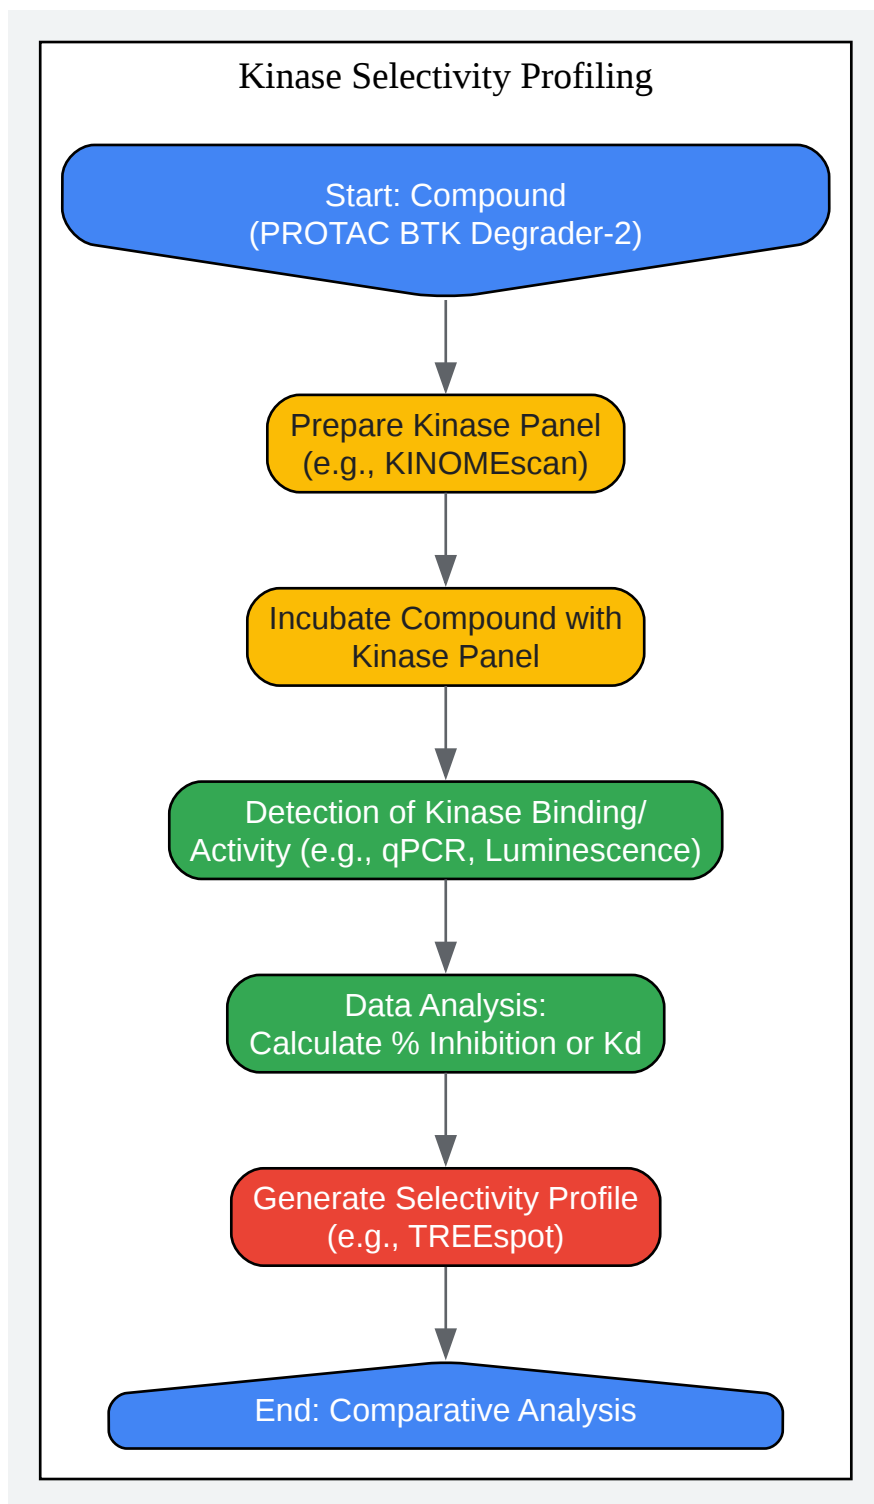 Kinase Selectivity Profiling
Start: Compound
(PROTAC BTK Degrader-2)
Prepare Kinase Panel
(e.g., KINOMEscan)
Incubate Compound with
Kinase Panel
Detection of Kinase Binding/
Activity (e.g., qPCR, Luminescence)
Data Analysis:
Calculate % Inhibition or Kd
Generate Selectivity Profile
(e.g., TREEspot)
End: Comparative Analysis